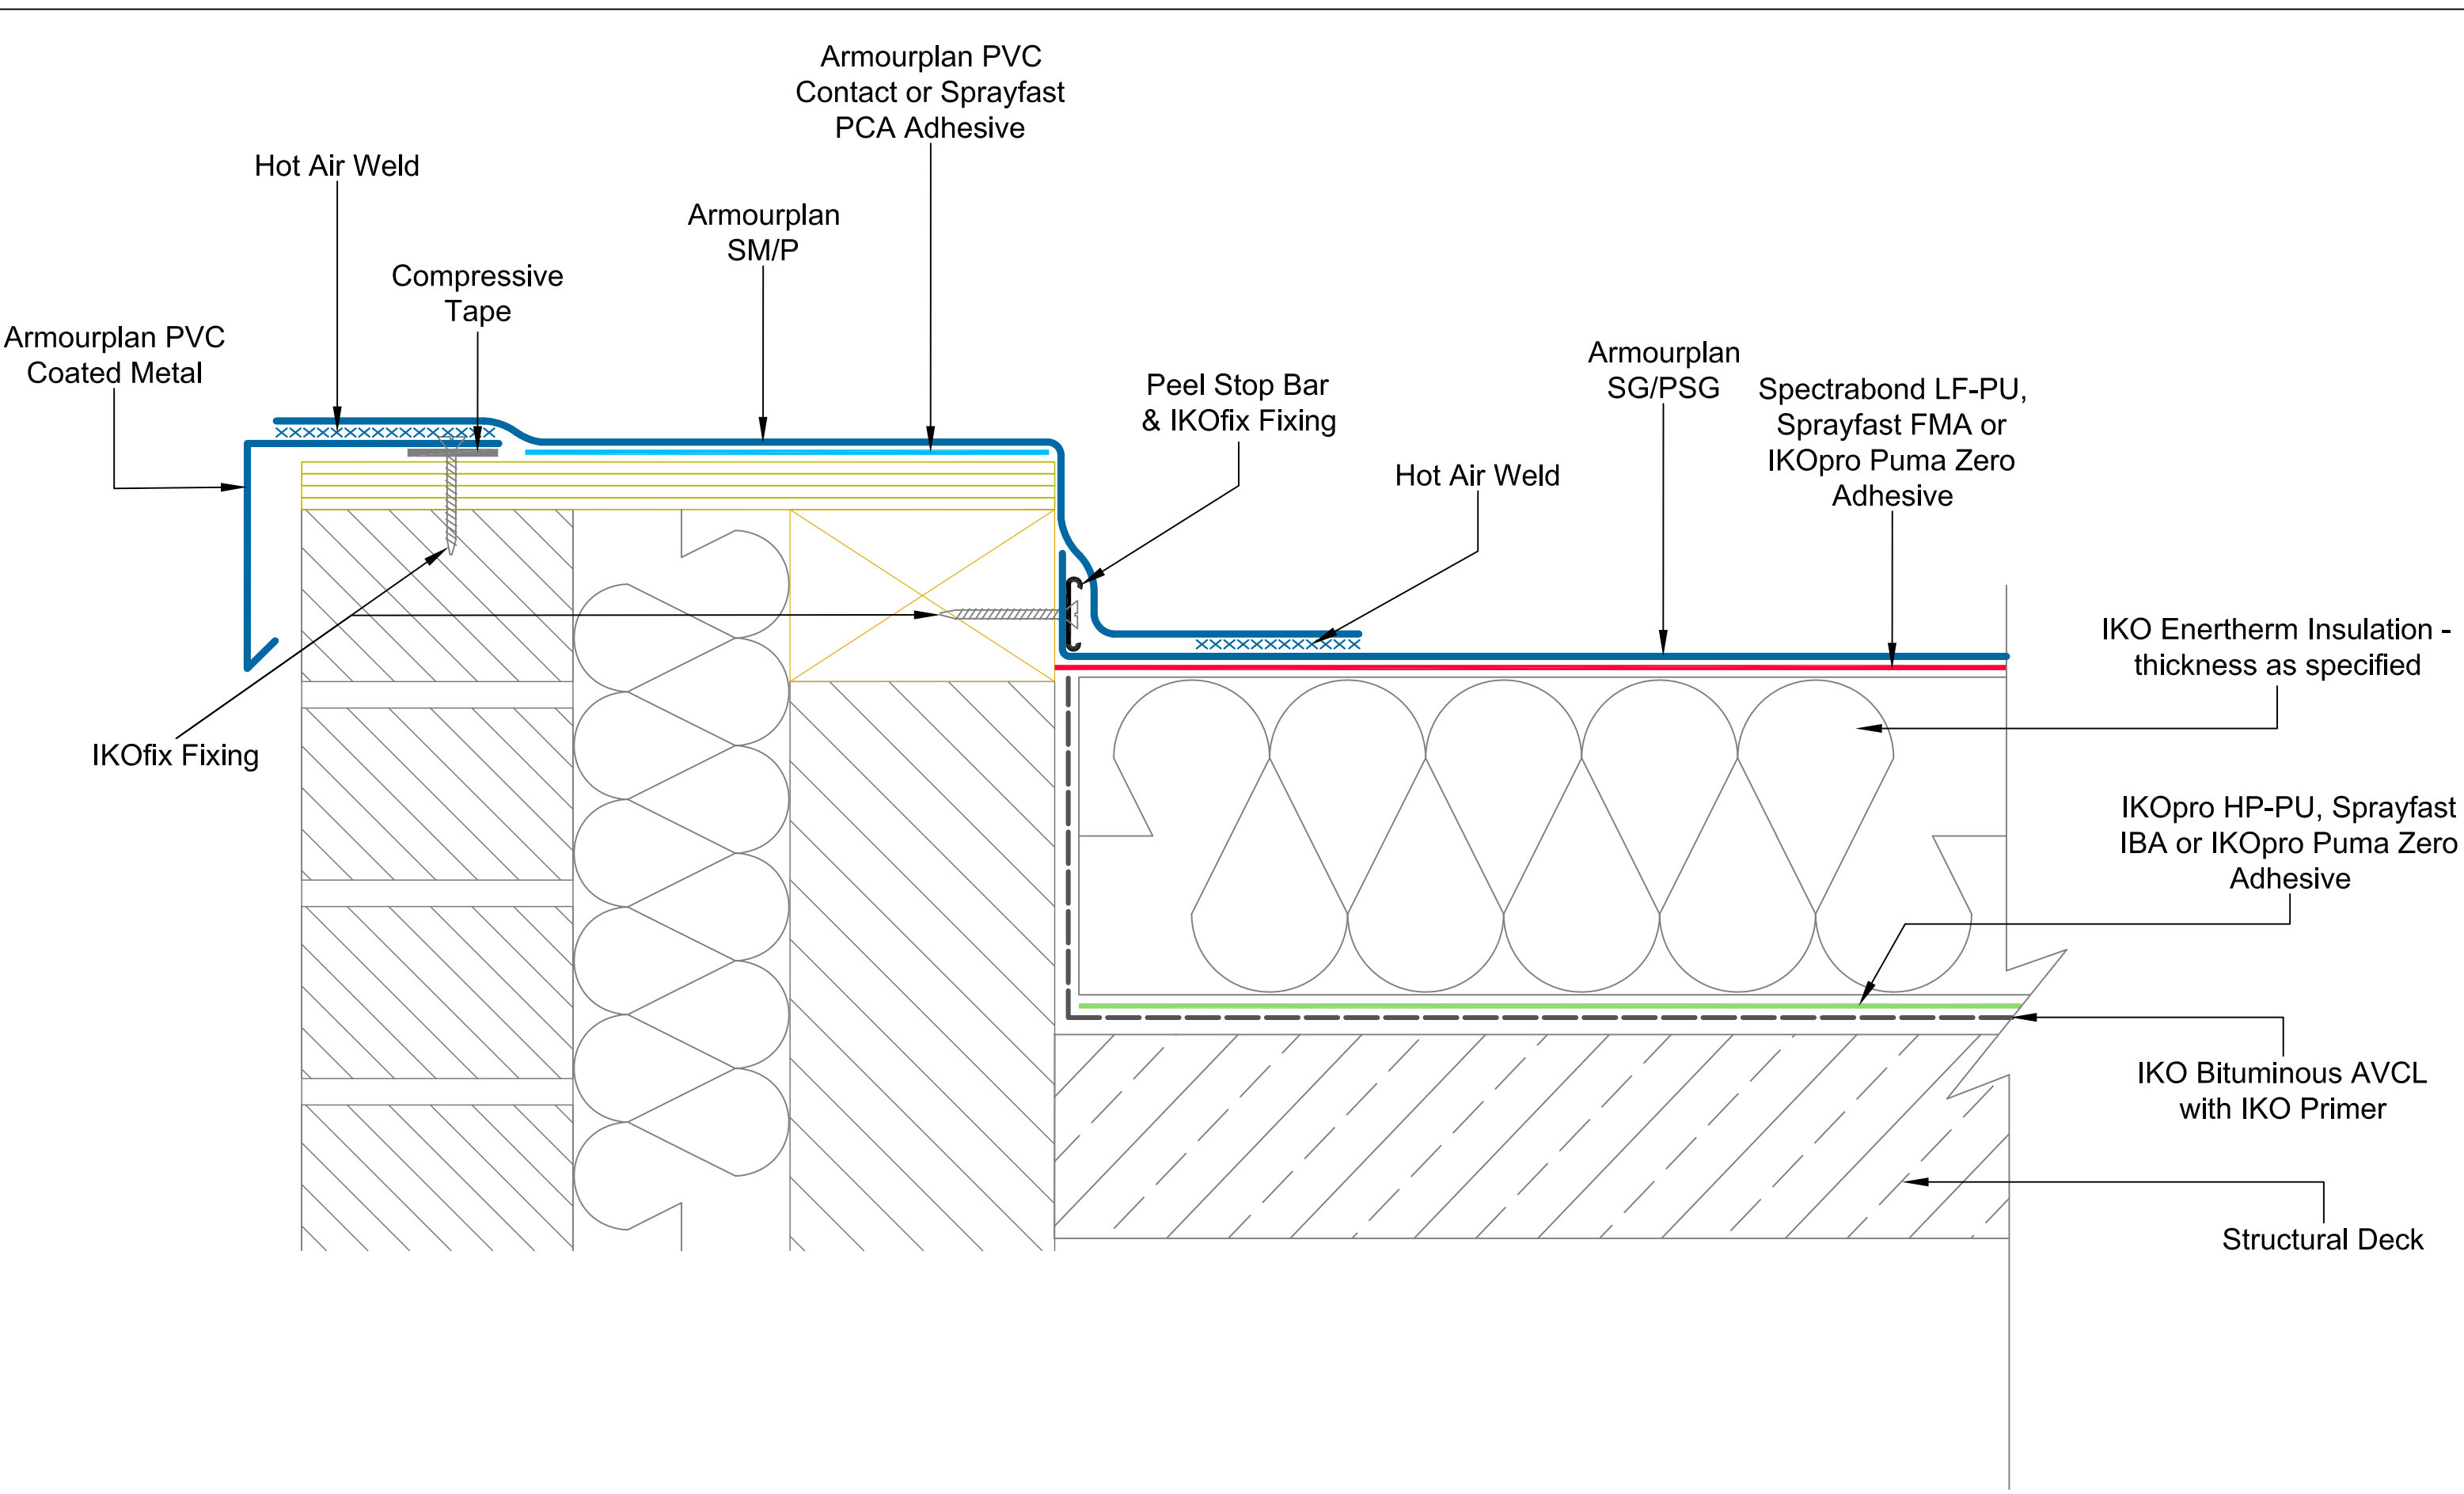 Armourplan PVC
Contact or Sprayfast
PCA Adhesive
Hot Air Weld
Armourplan
SM/P
Compressive
Tape
Armourplan PVC
Coated Metal
Peel Stop Bar
& IKOfix Fixing
Hot Air Weld
Armourplan
SG/PSG
Spectrabond LF-PU,
Sprayfast FMA or
IKOpro Puma Zero
Adhesive
IKO Enertherm Insulation -
thickness as specified
IKOfix Fixing
IKOpro HP-PU, Sprayfast
IBA or IKOpro Puma Zero
Adhesive
IKO Bituminous AVCL
with IKO Primer
Structural Deck